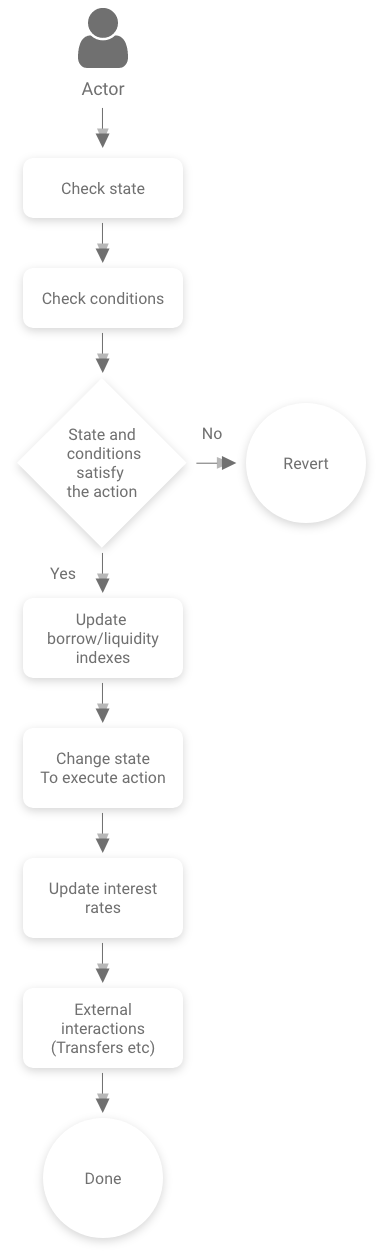 Actor
Check state
Check conditions
State and
conditions
satisfy
the action
No
Revert
Yes
Update
borrow/liquidity
indexes
Change state
To execute action
Update interest
rates
External
interactions
(Transfers etc)
Done